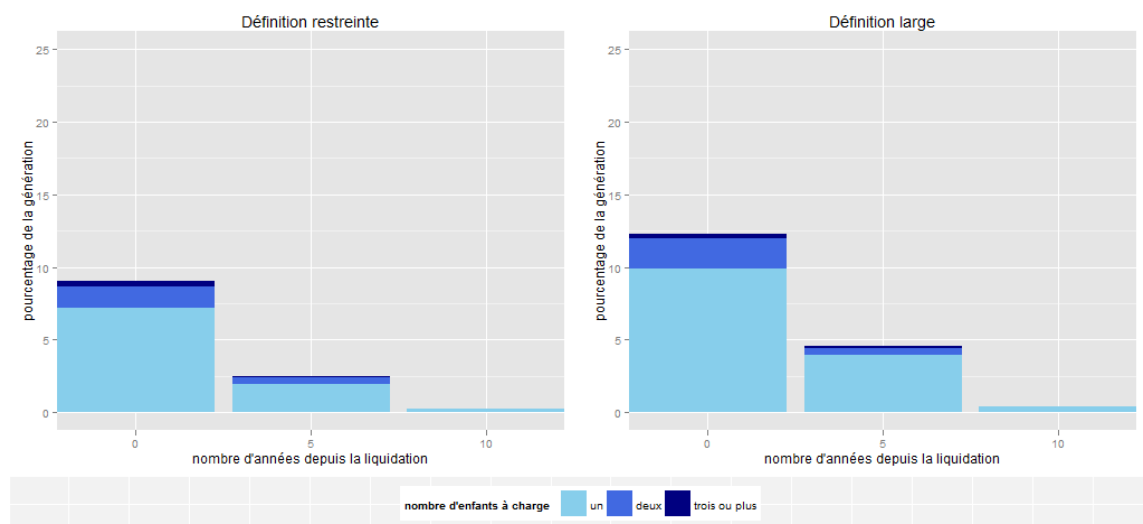 Définition restreinte
25
20
15
10
5
0
pourcentage de la génération
0 5 10
nombre d'années depuis la liquidation
Définition large
25
20
15
10
5
0
pourcentage de la génération
0 5 10
nombre d'années depuis la liquidation
nombre d'enfants à charge un deux trois ou plus